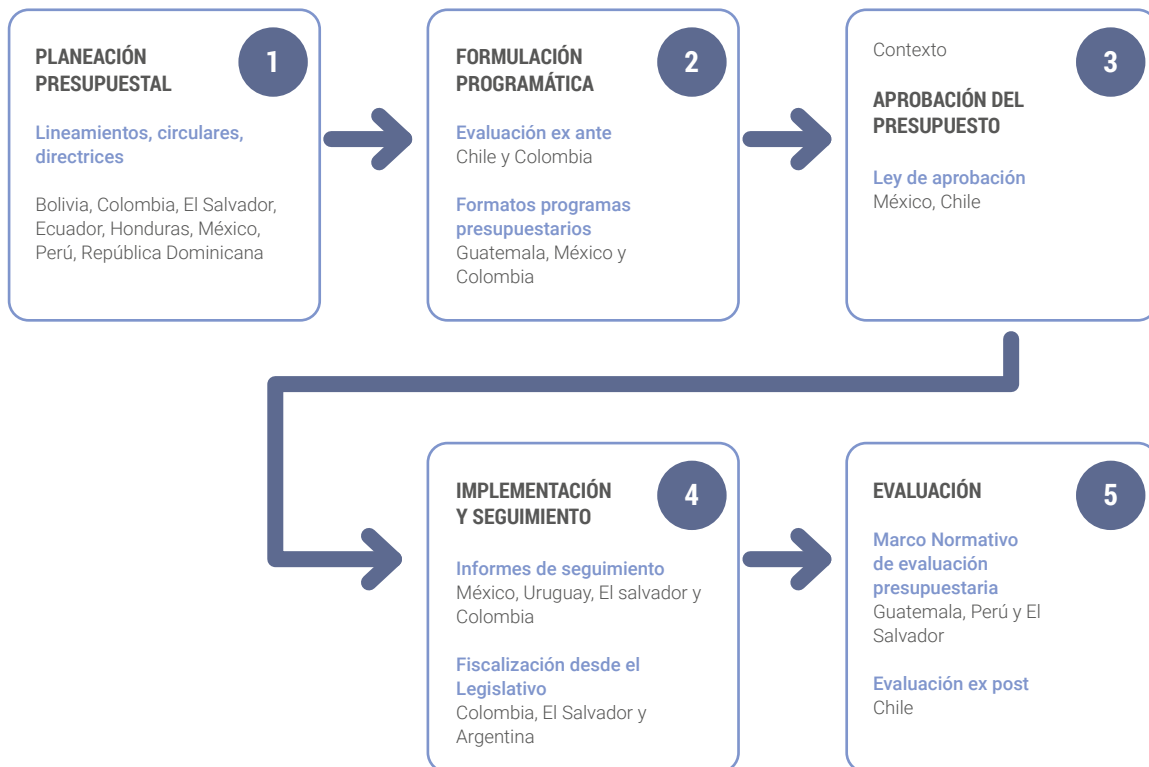 PLANEACIÓN
PRESUPUESTAL
1
Lineamientos, circulares,
directrices
Bolivia, Colombia, El Salvador,
Ecuador, Honduras, México,
Perú, República Dominicana
FORMULACIÓN
PROGRAMÁTICA
2
Evaluación ex ante
Chile y Colombia
Formatos programas
presupuestarios
Guatemala, México y
Colombia
Contexto
3
APROBACIÓN DEL
PRESUPUESTO
Ley de aprobación
México, Chile
IMPLEMENTACIÓN
Y SEGUIMIENTO
4
Informes de seguimiento
México, Uruguay, El salvador y
Colombia
Fiscalización desde el
Legislativo
Colombia, El Salvador y
Argentina
EVALUACIÓN
5
Marco Normativo
de evaluación
presupuestaria
Guatemala, Perú y El
Salvador
Evaluación ex post
Chile